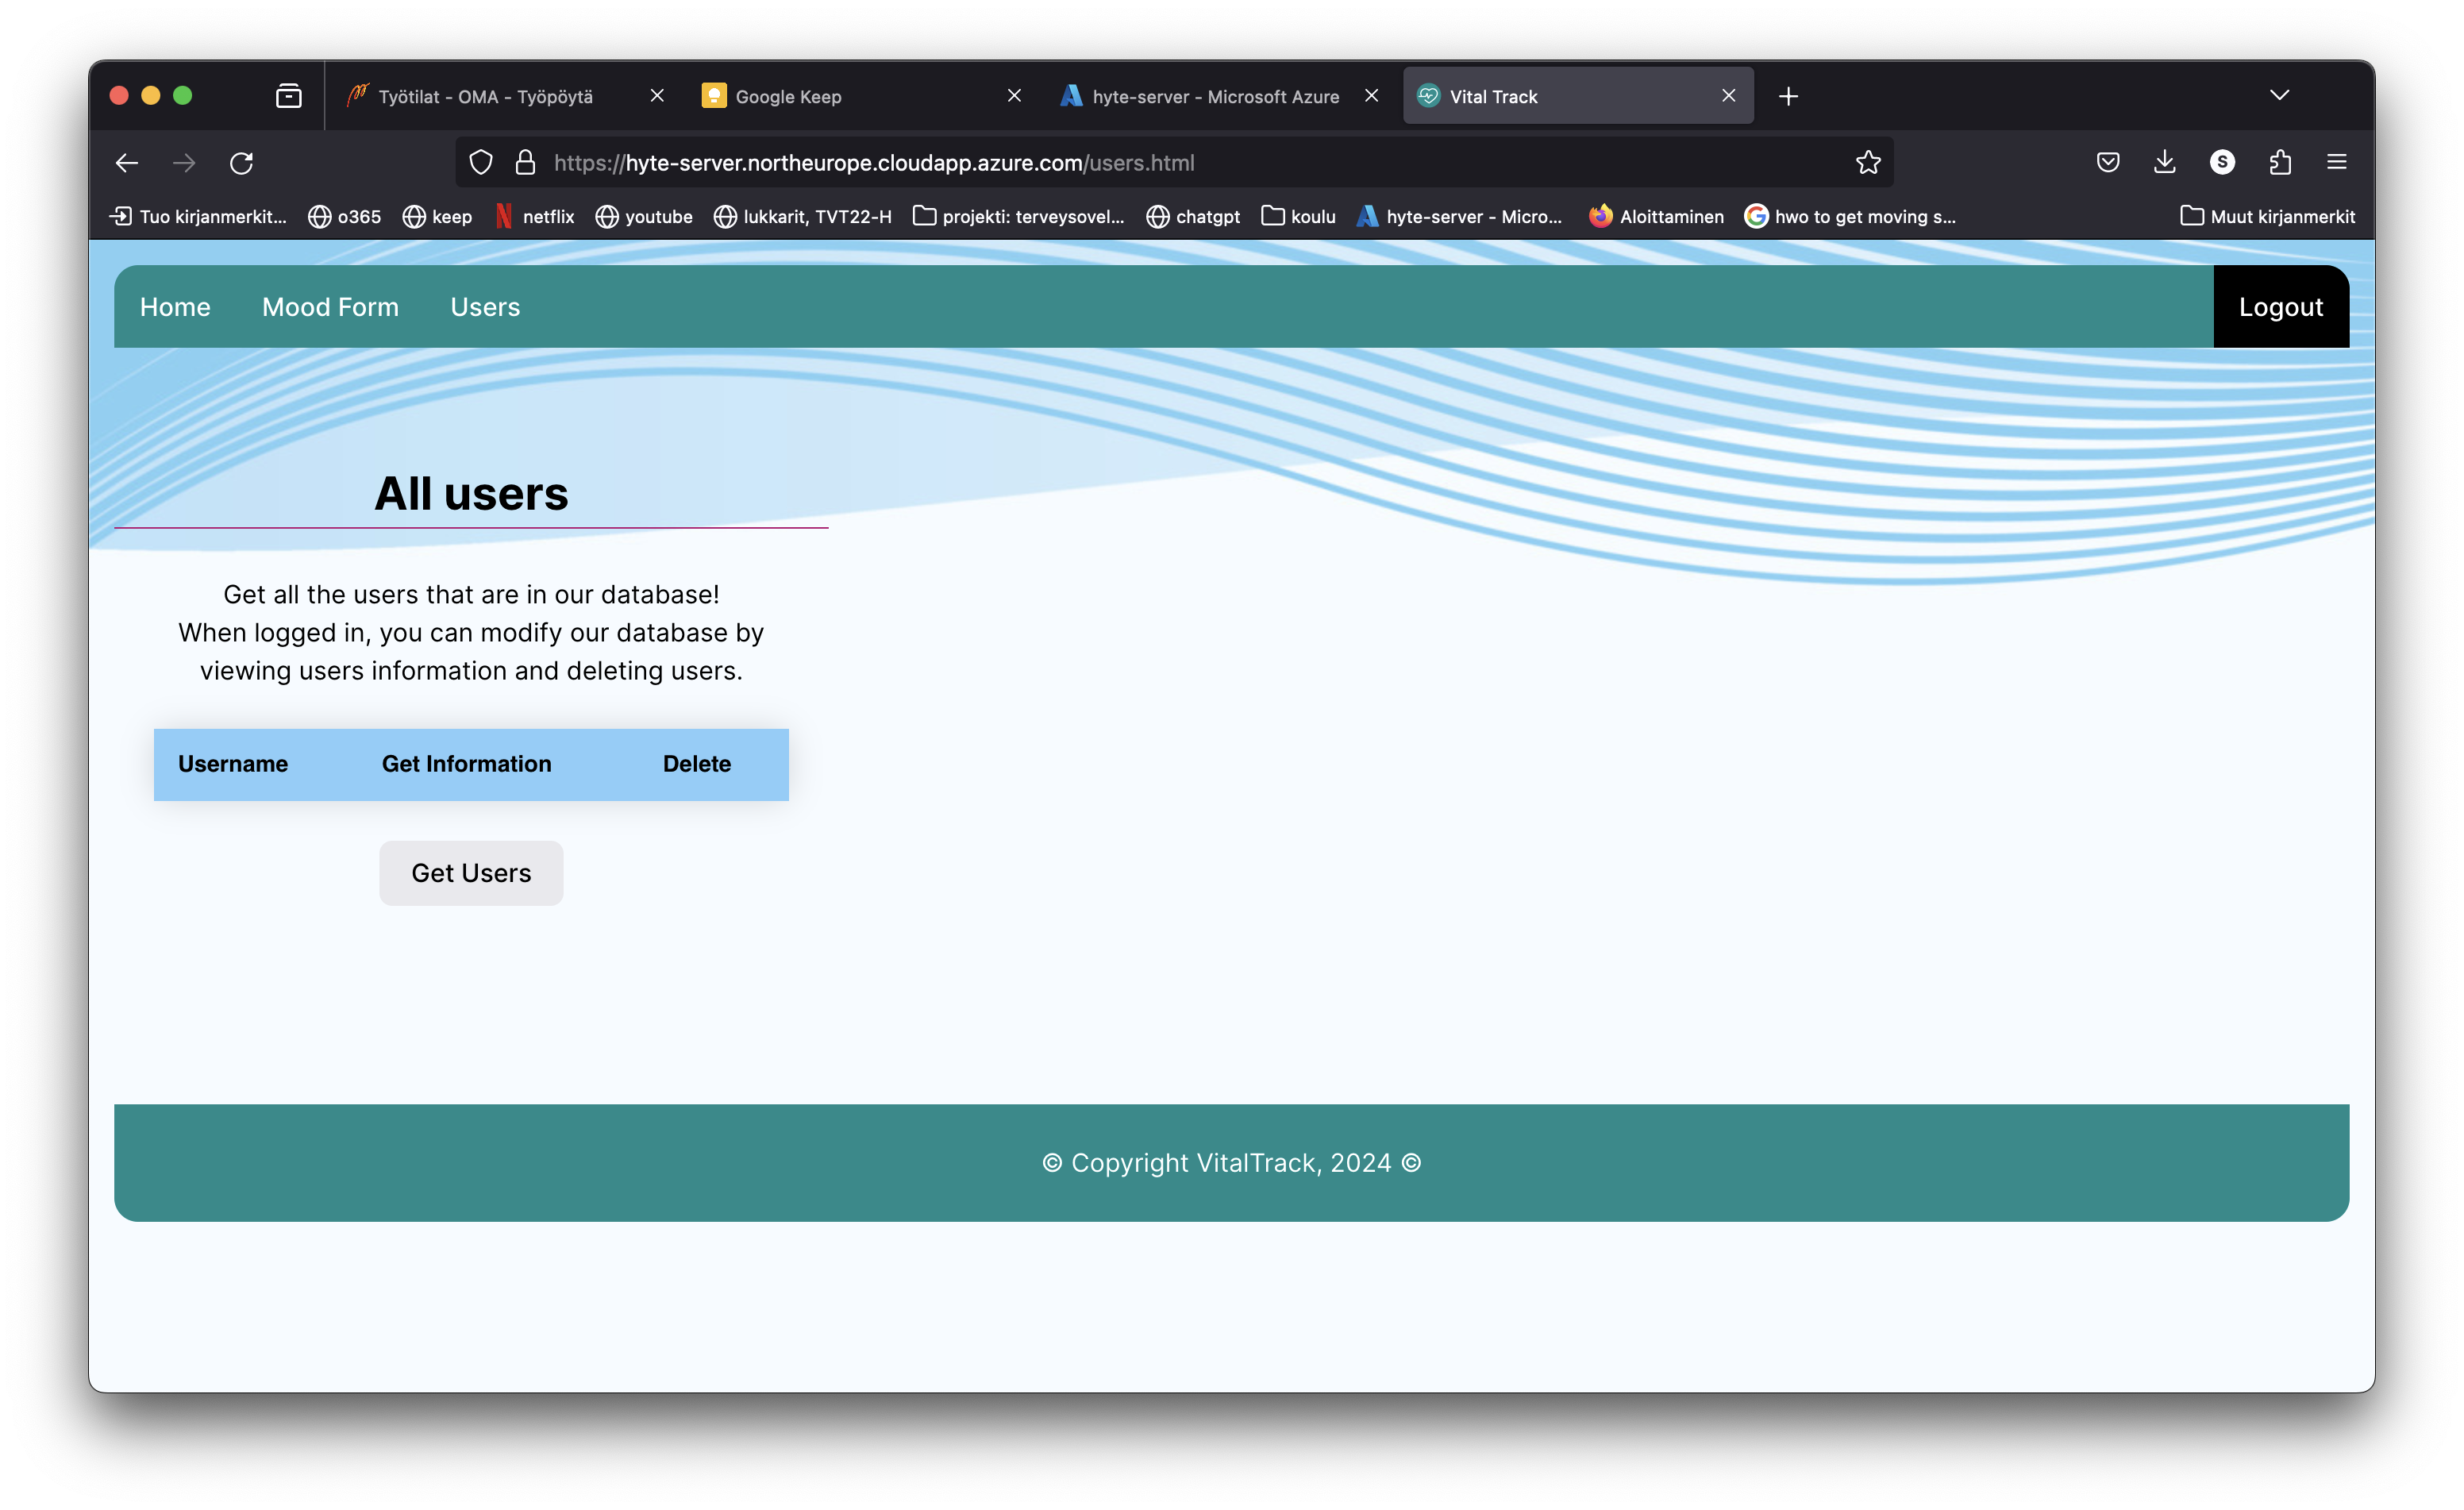 Työtilat - OMA - Työpöytä
Google Keep
hyte-server - Microsoft Azure
Vital Track
https://hyte-server.northeurope.cloudapp.azure.com/users.html
S
Tuo kirjanmerkit... o365 keep netflix youtube lukkarit, TVT22-H projekti: terveysovel... chatgpt koulu hyte-server - Micro... Aloittaminen hwo to get moving s... Muut kirjanmerkit
Home Mood Form Users Logout
All users
Get all the users that are in our database!
When logged in, you can modify our database by
viewing users information and deleting users.
Username Get Information Delete
Get Users
© Copyright VitalTrack, 2024 ©